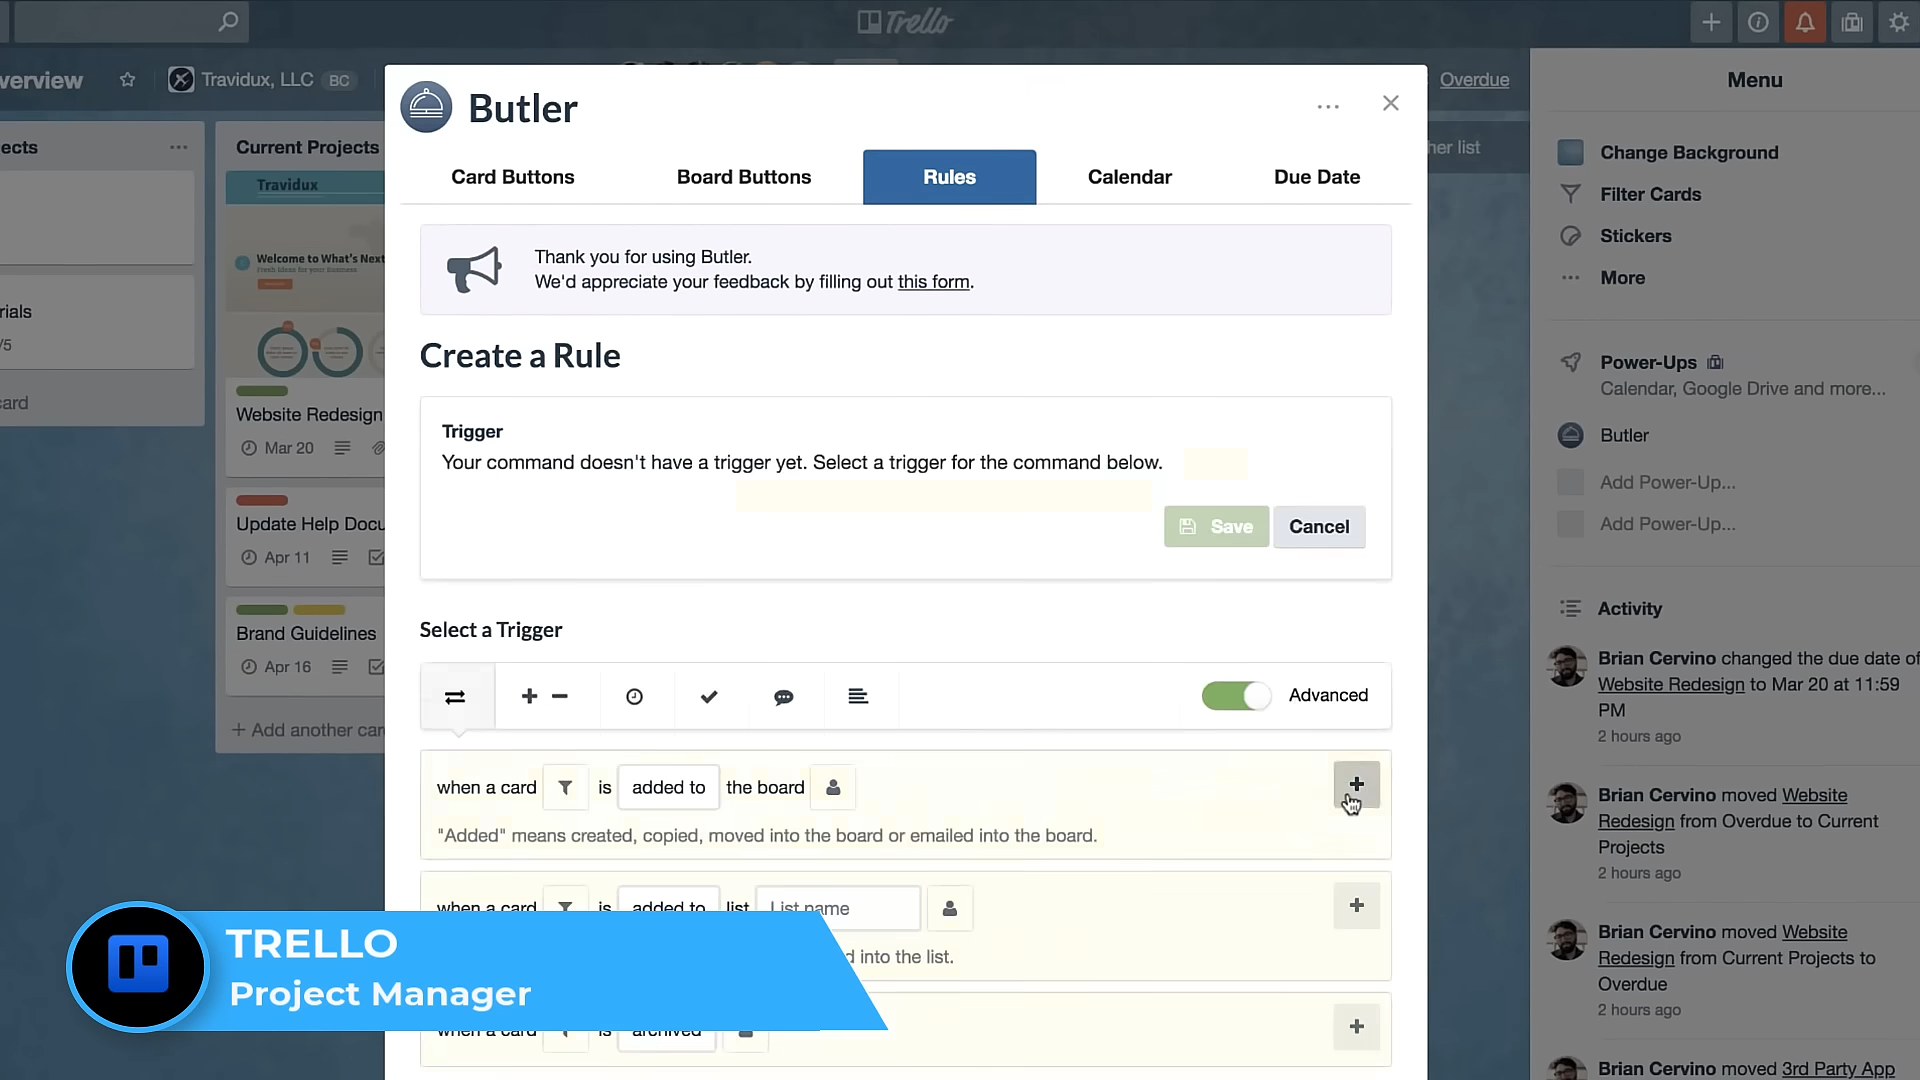 Trello
verview
Travidux, LLC
BC
Overdue
Menu
ects
rials
/5
card
Current Projects
Travidux
Welcome to What's Next
Fresh Ideas for your Business
Website Redesign
Mar 20
Update Help Docu
Apr 11
Brand Guidelines
Apr 16
+ Add another car
Butler
Card Buttons
Board Buttons
Rules
Calendar
Due Date
Thank you for using Butler.
We'd appreciate your feedback by filling out this form.
Create a Rule
Trigger
Your command doesn't have a trigger yet. Select a trigger for the command below.
Save
Cancel
Select a Trigger
Advanced
when a card is added to the board
"Added" means created, copied, moved into the board or emailed into the board.
when a card is added to list List name
d into the list.
when a card is archived
TRELLO
Project Manager
her list
Change Background
Filter Cards
Stickers
More
Power-Ups
Calendar, Google Drive and more...
Butler
Add Power-Up...
Add Power-Up...
Activity
Brian Cervino changed the due date of
Website Redesign to Mar 20 at 11:59
PM
2 hours ago
Brian Cervino moved Website
Redesign from Overdue to Current
Projects
2 hours ago
Brian Cervino moved Website
Redesign from Current Projects to
Overdue
2 hours ago
Brian Cervino moved 3rd Party App